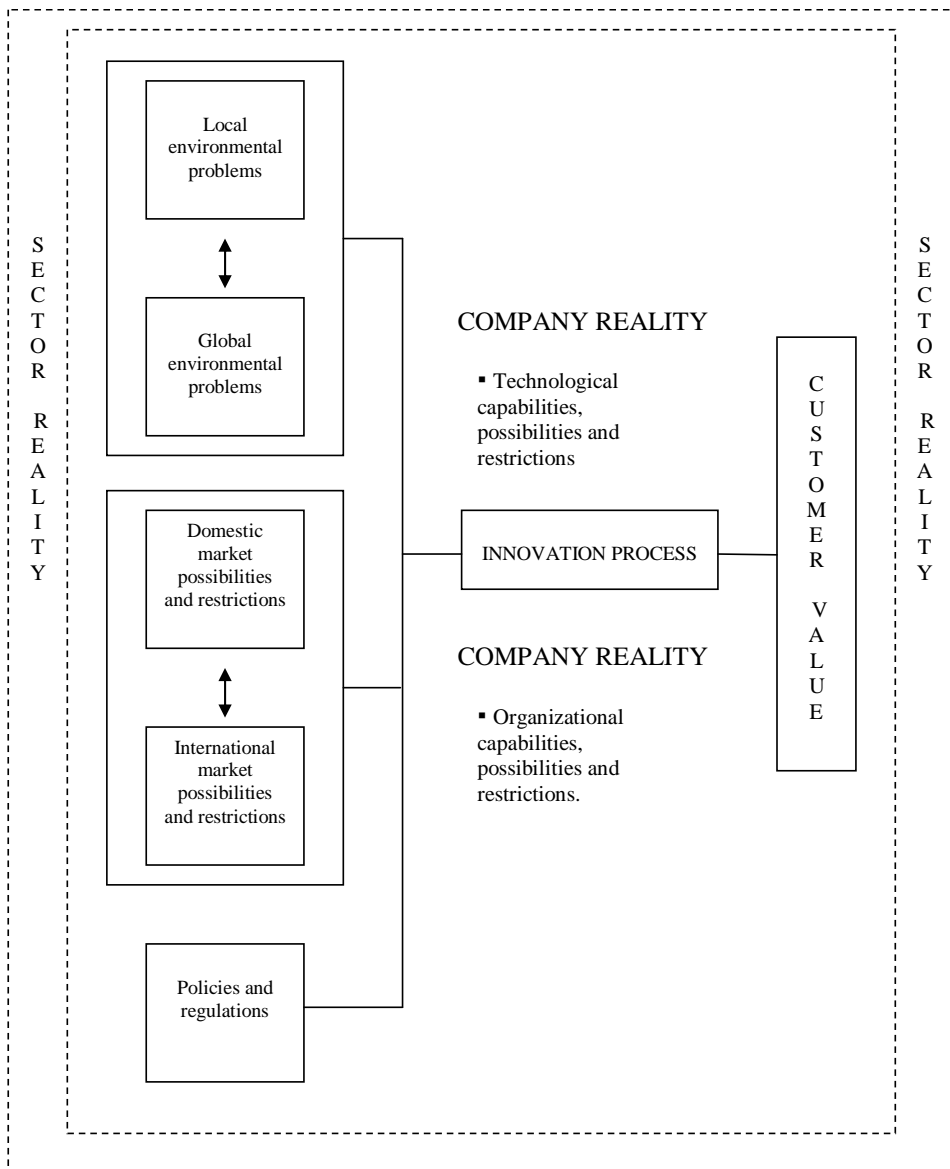 SECTOR REALITY
Local
environmental
problems
Global
environmental
problems
Domestic
market
possibilities
and restrictions
International
market
possibilities
and restrictions
Policies and
regulations
COMPANY REALITY
▪ Technological
capabilities,
possibilities and
restrictions
INNOVATION PROCESS
COMPANY REALITY
▪ Organizational
capabilities,
possibilities and
restrictions.
CUSTOMER VALUE
SECTOR REALITY